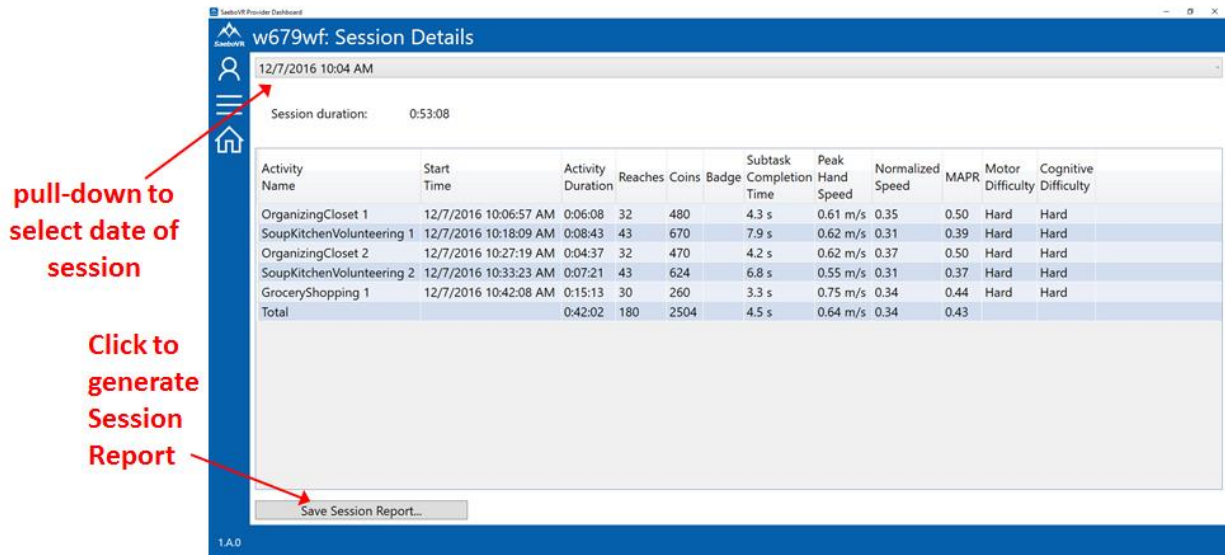 SaeboVR Provider Dashboard
SaeboVR
w679wf: Session Details
12/7/2016 10:04 AM
Session duration: 0:53:08
Activity Name Start Time Activity Duration Reaches Coins Badge Subtask Completion Time Peak Hand Speed Normalized Speed MAPR Motor Difficulty Cognitive Difficulty
OrganizingCloset 1 12/7/2016 10:06:57 AM 0:06:08 32 480 4.3 s 0.61 m/s 0.35 0.50 Hard Hard
SoupKitchenVolunteering 1 12/7/2016 10:18:09 AM 0:08:43 43 670 7.9 s 0.62 m/s 0.31 0.39 Hard Hard
OrganizingCloset 2 12/7/2016 10:27:19 AM 0:04:37 32 470 4.2 s 0.62 m/s 0.37 0.50 Hard Hard
SoupKitchenVolunteering 2 12/7/2016 10:33:23 AM 0:07:21 43 624 6.8 s 0.55 m/s 0.31 0.37 Hard Hard
GroceryShopping 1 12/7/2016 10:42:08 AM 0:15:13 30 260 3.3 s 0.75 m/s 0.34 0.44 Hard Hard
Total 0:42:02 180 2504 4.5 s 0.64 m/s 0.34 0.43
pull-down to
select date of
session
Click to
generate
Session
Report
Save Session Report...
1.A.0